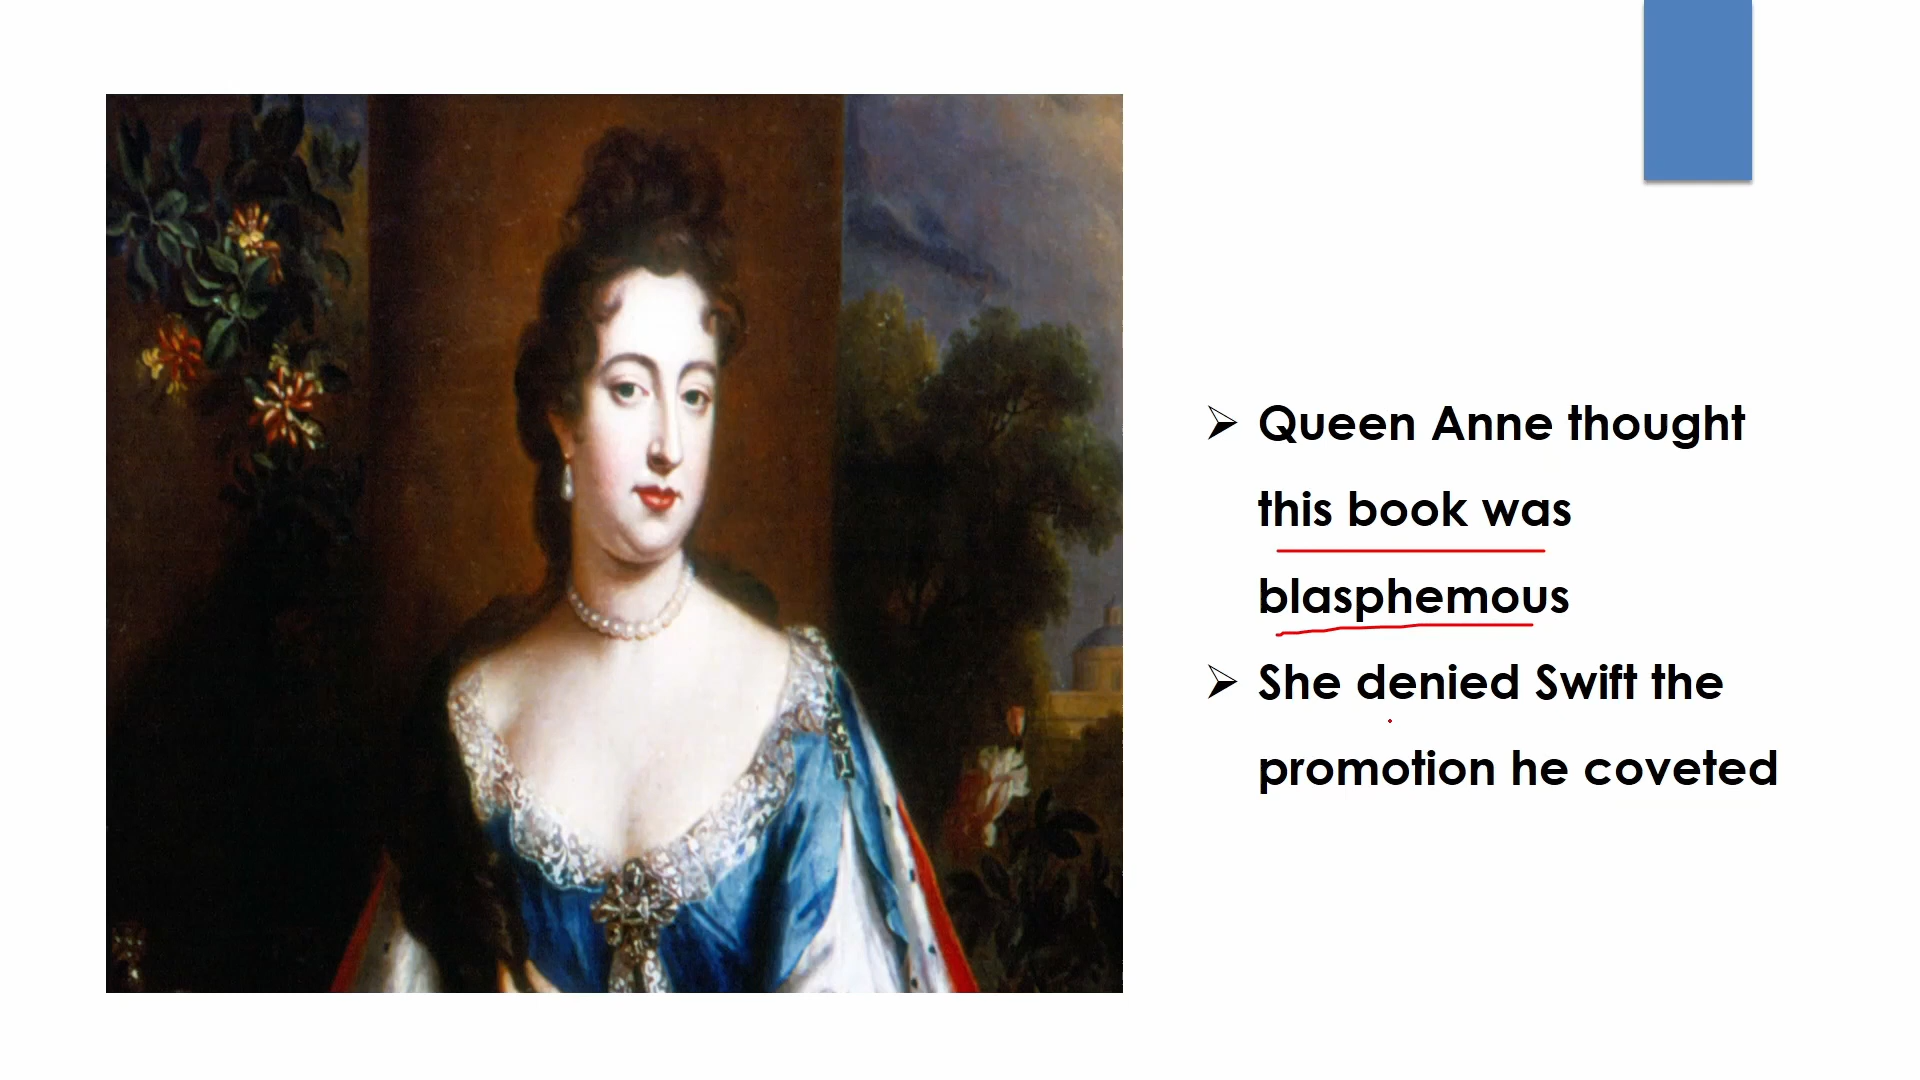 ➢ Queen Anne thought
this book was
blasphemous
➢ She denied Swift the
promotion he coveted